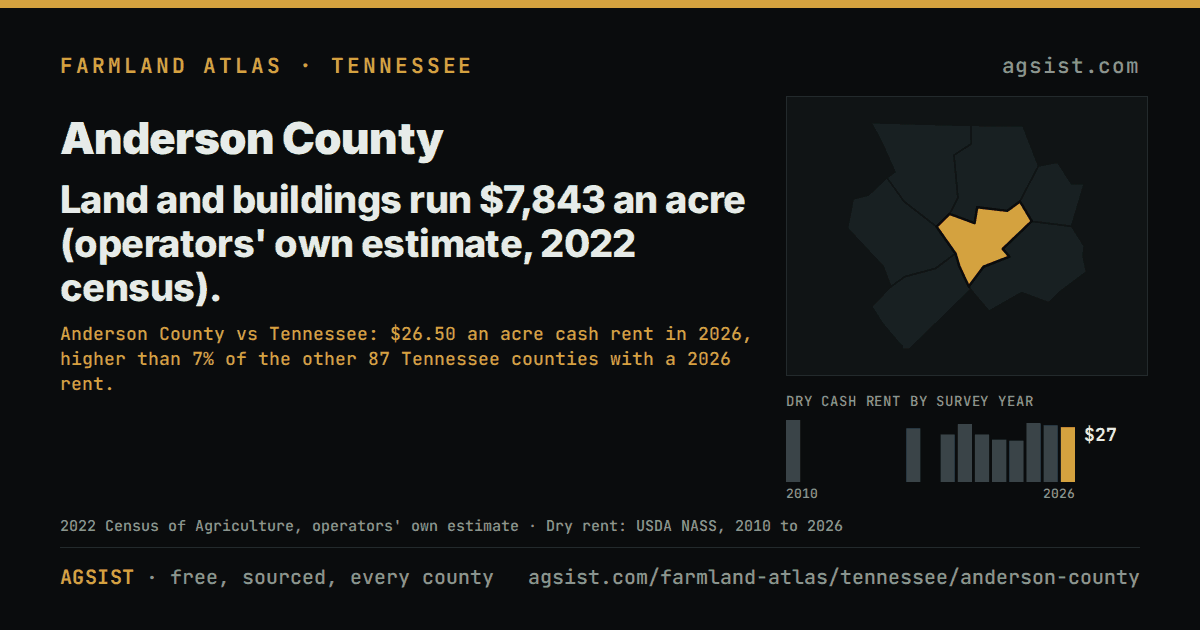 FARMLAND ATLAS · TENNESSEE
agsist.com
Anderson County
Land and buildings run $7,843 an acre
(operators' own estimate, 2022
census).
Anderson County vs Tennessee: $26.50 an acre cash rent in 2026,
higher than 7% of the other 87 Tennessee counties with a 2026
rent.
DRY CASH RENT BY SURVEY YEAR
$27
2010
2026
2022 Census of Agriculture, operators' own estimate · Dry rent: USDA NASS, 2010 to 2026
AGSIST · free, sourced, every county
agsist.com/farmland-atlas/tennessee/anderson-county